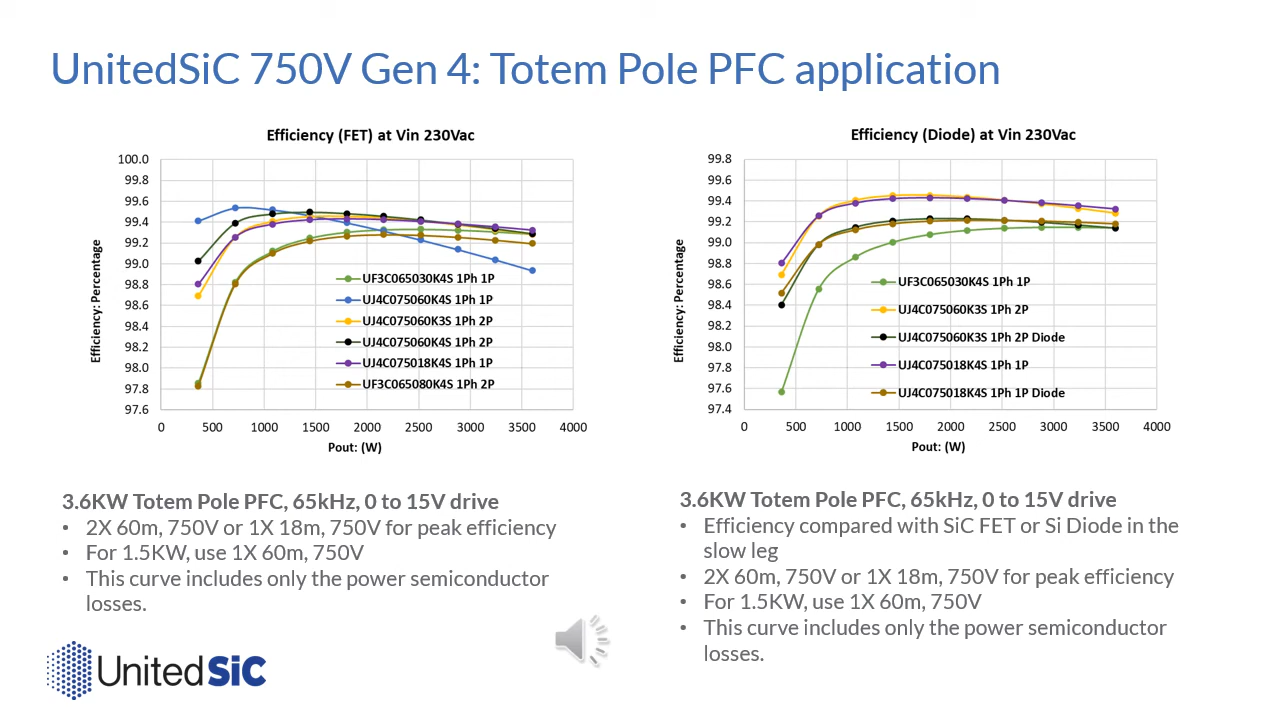 UnitedSiC 750V Gen 4: Totem Pole PFC application
Efficiency (FET) at Vin 230Vac
100.0
99.8
99.6
99.4
99.2
99.0
98.8
98.6
98.4
98.2
98.0
97.8
97.6
Efficiency: Percentage
UF3C065030K4S 1Ph 1P
UJ4C075060K4S 1Ph 1P
UJ4C075060K3S 1Ph 2P
UJ4C075060K4S 1Ph 2P
UJ4C075018K4S 1Ph 1P
UF3C065080K4S 1Ph 2P
0 500 1000 1500 2000 2500 3000 3500 4000
Pout: (W)
Efficiency (Diode) at Vin 230Vac
99.8
99.6
99.4
99.2
99.0
98.8
98.6
98.4
98.2
98.0
97.8
97.6
97.4
Efficiency: Percentage
UF3C065030K4S 1Ph 1P
UJ4C075060K3S 1Ph 2P
UJ4C075060K3S 1Ph 2P Diode
UJ4C075018K4S 1Ph 1P
UJ4C075018K4S 1Ph 1P Diode
0 500 1000 1500 2000 2500 3000 3500 4000
Pout: (W)
3.6KW Totem Pole PFC, 65kHz, 0 to 15V drive
• 2X 60m, 750V or 1X 18m, 750V for peak efficiency
• For 1.5KW, use 1X 60m, 750V
• This curve includes only the power semiconductor
losses.
3.6KW Totem Pole PFC, 65kHz, 0 to 15V drive
• Efficiency compared with SiC FET or Si Diode in the
slow leg
• 2X 60m, 750V or 1X 18m, 750V for peak efficiency
• For 1.5KW, use 1X 60m, 750V
• This curve includes only the power semiconductor
losses.
UnitedSiC